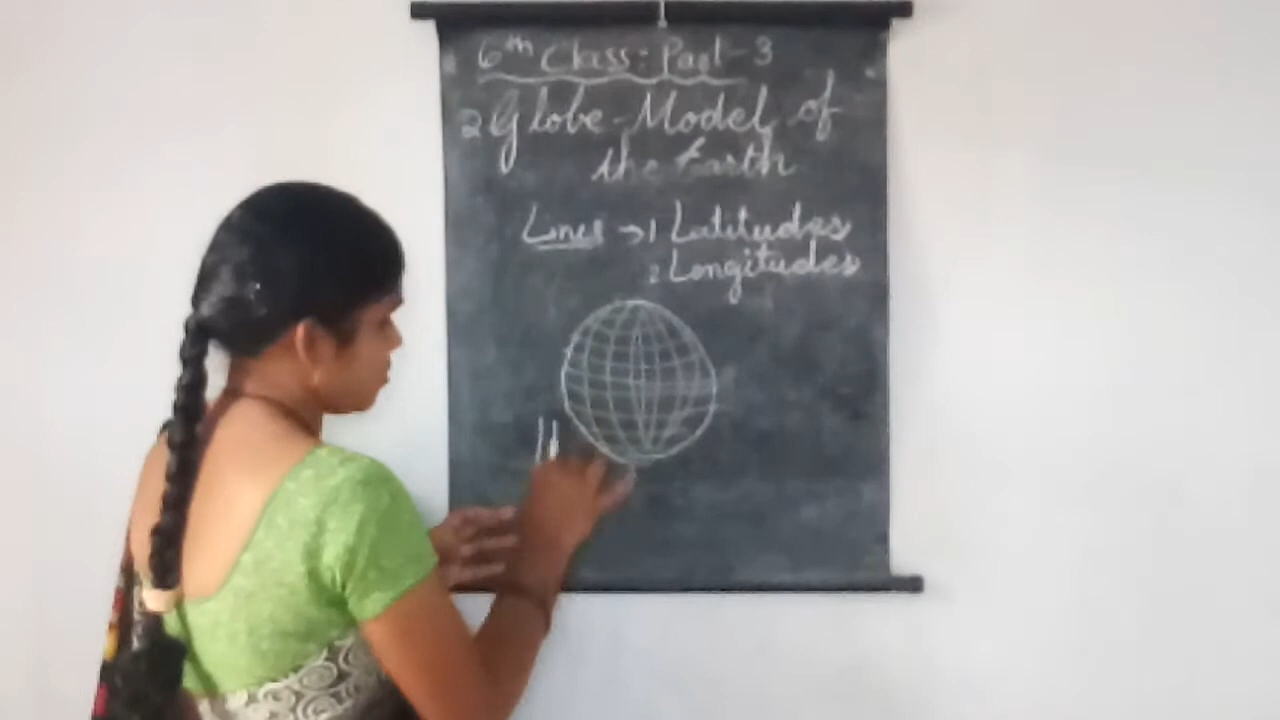 6th Class: Part-3
2 Globe-Model of
the Earth
Lines → 1 Latitudes
2 Longitudes